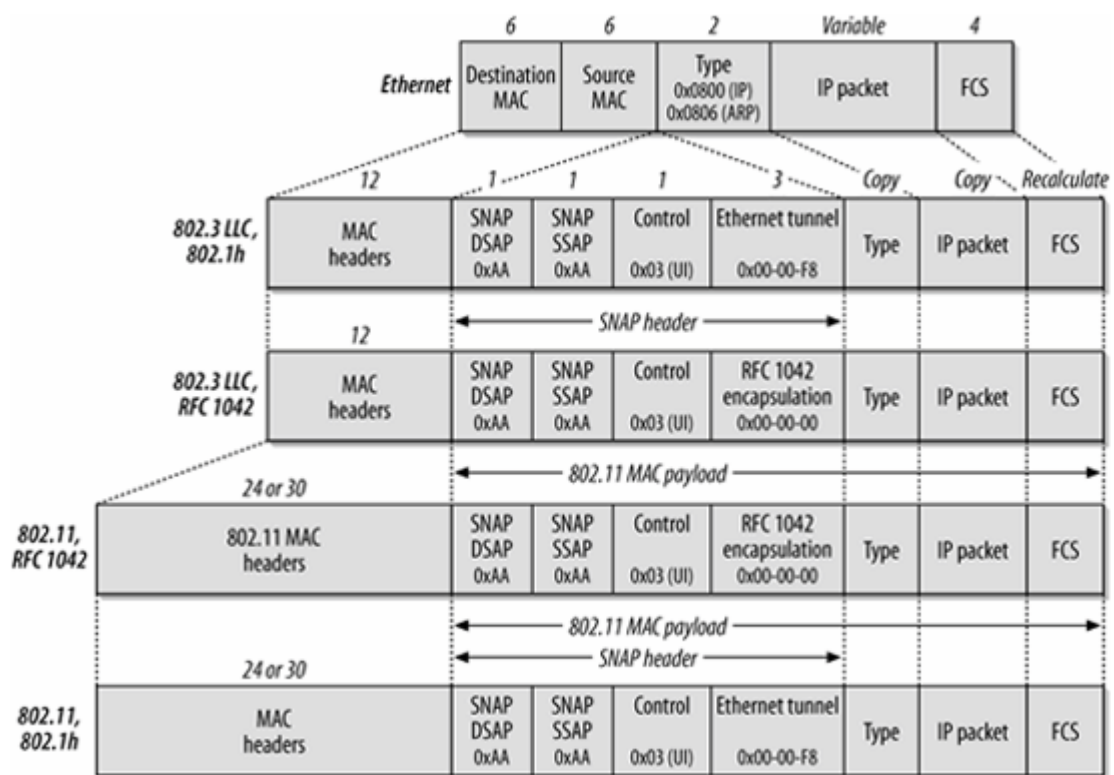 6 6 2 Variable 4
Ethernet
Destination MAC
Source MAC
Type 0x0800 (IP) 0x0806 (ARP)
IP packet
FCS
12 1 1 1 3 Copy Copy Recalculate
802.3 LLC, 802.1h
MAC headers
SNAP DSAP 0xAA
SNAP SSAP 0xAA
Control 0x03 (UI)
Ethernet tunnel 0x00-00-F8
Type
IP packet
FCS
SNAP header
12
802.3 LLC, RFC 1042
MAC headers
SNAP DSAP 0xAA
SNAP SSAP 0xAA
Control 0x03 (UI)
RFC 1042 encapsulation 0x00-00-00
Type
IP packet
FCS
802.11 MAC payload
24 or 30
802.11, RFC 1042
802.11 MAC headers
SNAP DSAP 0xAA
SNAP SSAP 0xAA
Control 0x03 (UI)
RFC 1042 encapsulation 0x00-00-00
Type
IP packet
FCS
802.11 MAC payload
SNAP header
24 or 30
802.11, 802.1h
MAC headers
SNAP DSAP 0xAA
SNAP SSAP 0xAA
Control 0x03 (UI)
Ethernet tunnel 0x00-00-F8
Type
IP packet
FCS